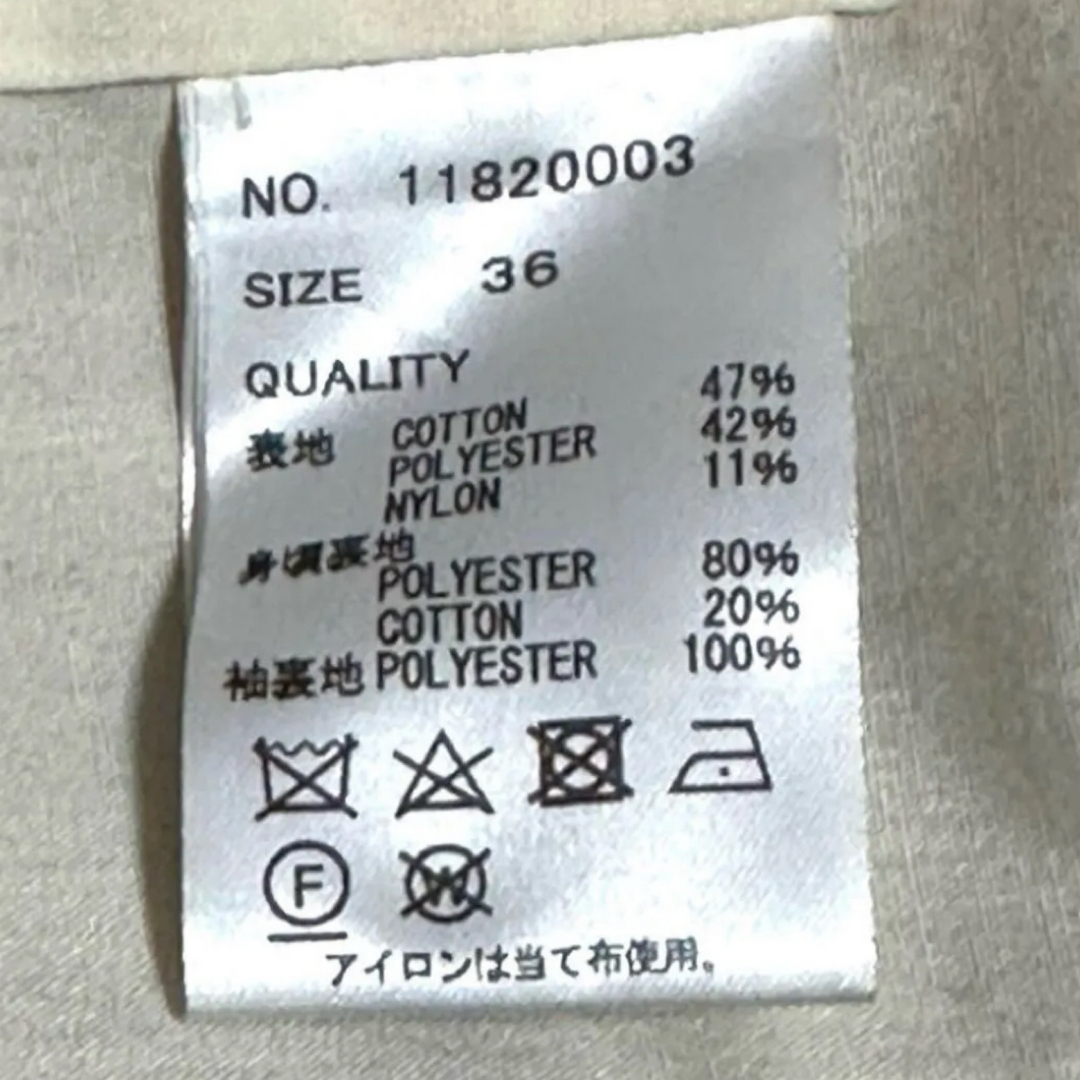 NO. 11820003
SIZE 36
QUALITY
表地 COTTON 47%
POLYESTER 42%
NYLON 11%
身頃裏地
POLYESTER 80%
COTTON 20%
袖裏地 POLYESTER 100%
F W
アイロンは当て布使用。